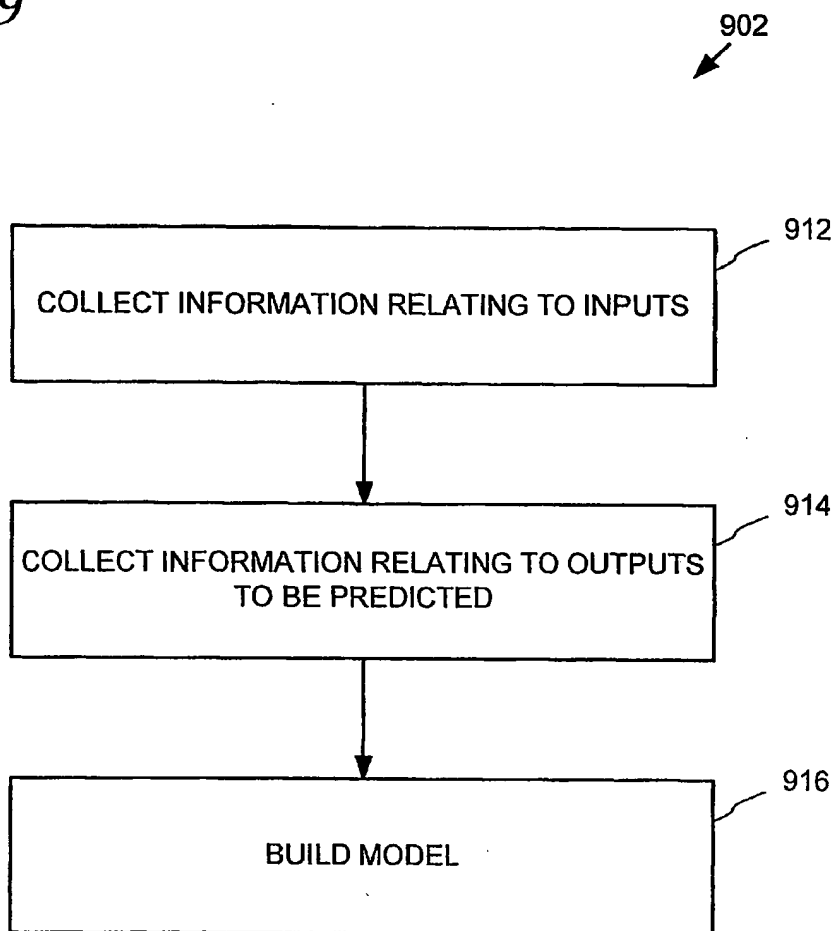 9
902
912
COLLECT INFORMATION RELATING TO INPUTS
914
COLLECT INFORMATION RELATING TO OUTPUTS
TO BE PREDICTED
916
BUILD MODEL